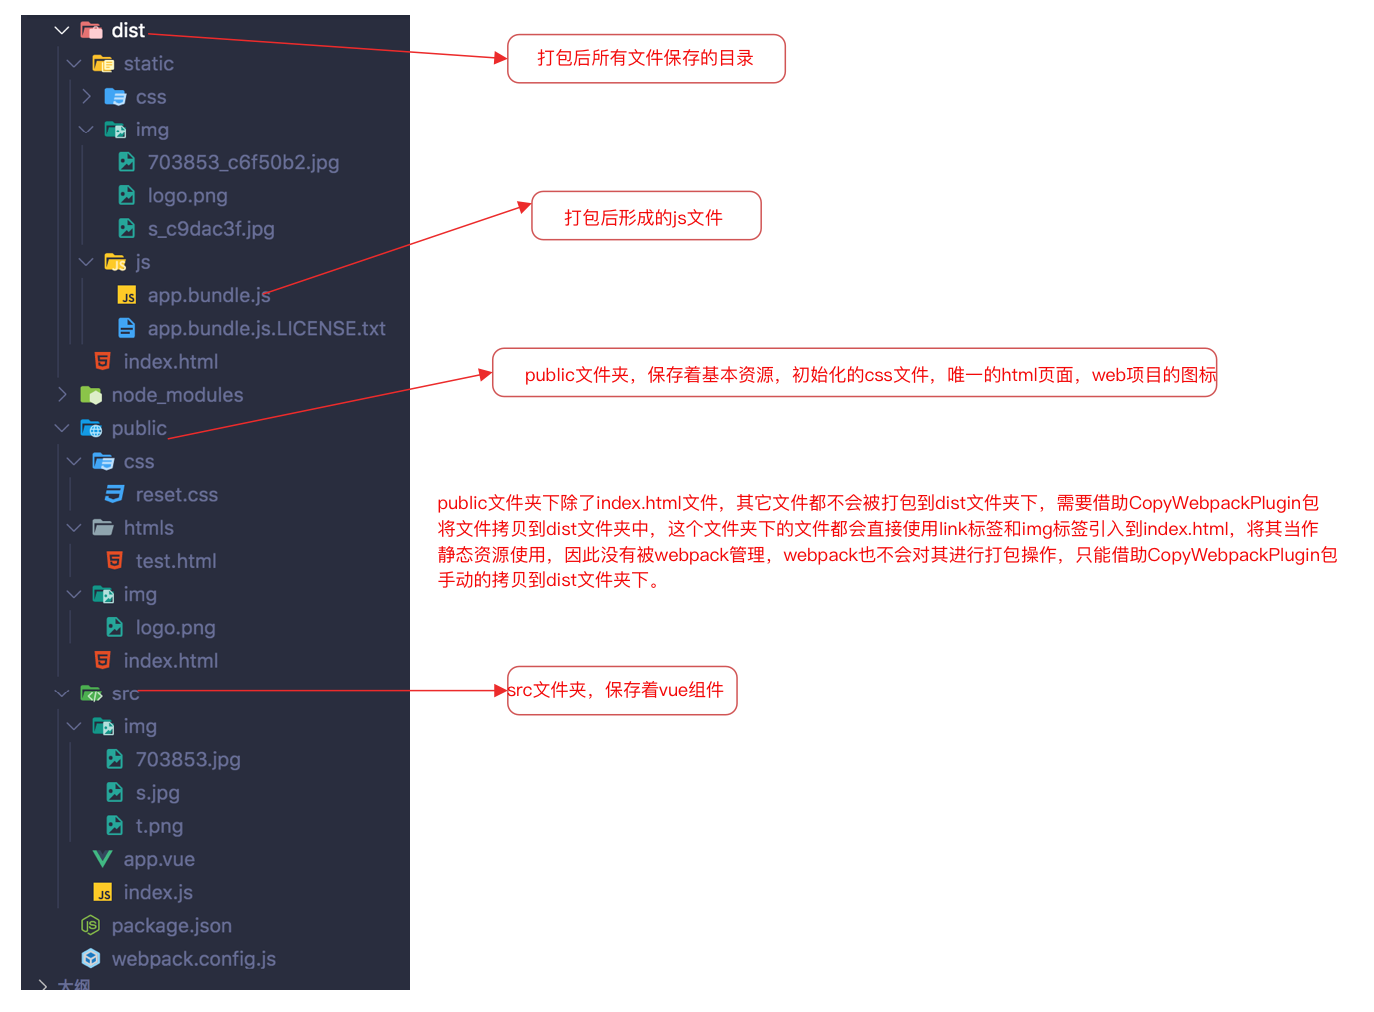 dist
static
css
img
703853_c6f50b2.jpg
logo.png
s_c9dac3f.jpg
js
app.bundle.js
app.bundle.js.LICENSE.txt
index.html
node_modules
public
css
reset.css
htmls
test.html
img
logo.png
index.html
src
img
703853.jpg
s.jpg
t.png
app.vue
index.js
package.json
webpack.config.js
大纲
打包后所有文件保存的目录
打包后形成的js文件
public文件夹，保存着基本资源，初始化的css文件，唯一的html页面，web项目的图标
public文件夹下除了index.html文件，其它文件都不会被打包到dist文件夹下，需要借助CopyWebpackPlugin包
将文件拷贝到dist文件夹中，这个文件夹下的文件都会直接使用link标签和img标签引入到index.html，将其当作
静态资源使用，因此没有被webpack管理，webpack也不会对其进行打包操作，只能借助CopyWebpackPlugin包
手动的拷贝到dist文件夹下。
src文件夹，保存着vue组件